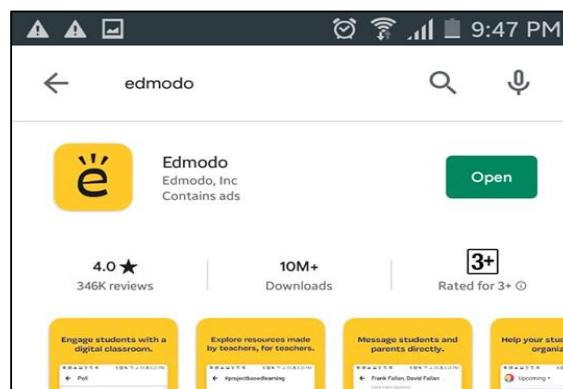 9:47 PM
edmodo
ë
Edmodo
Edmodo, Inc
Contains ads
Open
4.0 ★
346K reviews
10M+
Downloads
3+
Rated for 3+
Engage students with a
digital classroom.
Poll
Explore resources made
by teachers, for teachers.
#projectbasedlearning
Message students and
parents directly.
Frank Fallan, David Fallan
Help your stu
organiz
Upcoming